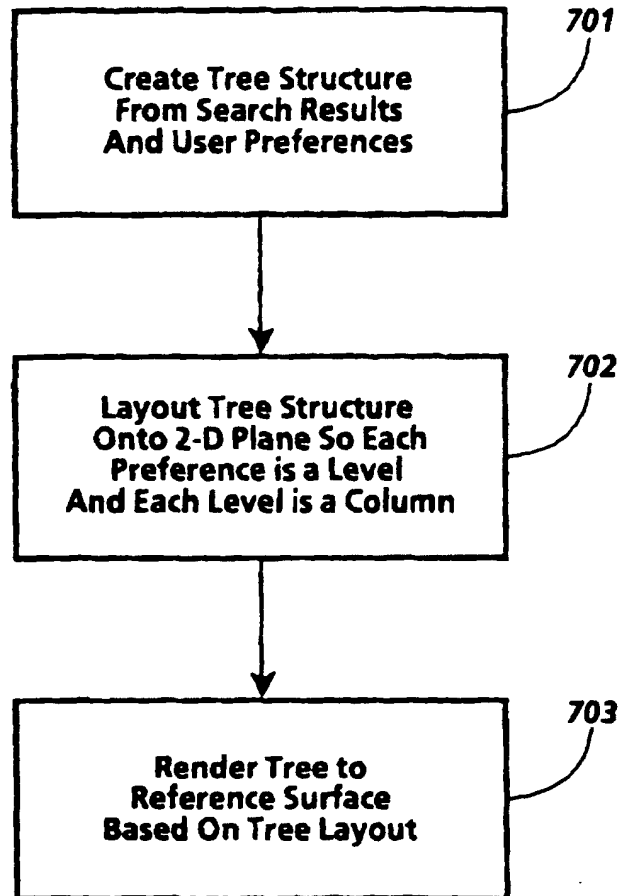 701
Create Tree Structure
From Search Results
And User Preferences
702
Layout Tree Structure
Onto 2-D Plane So Each
Preference is a Level
And Each Level is a Column
703
Render Tree to
Reference Surface
Based On Tree Layout